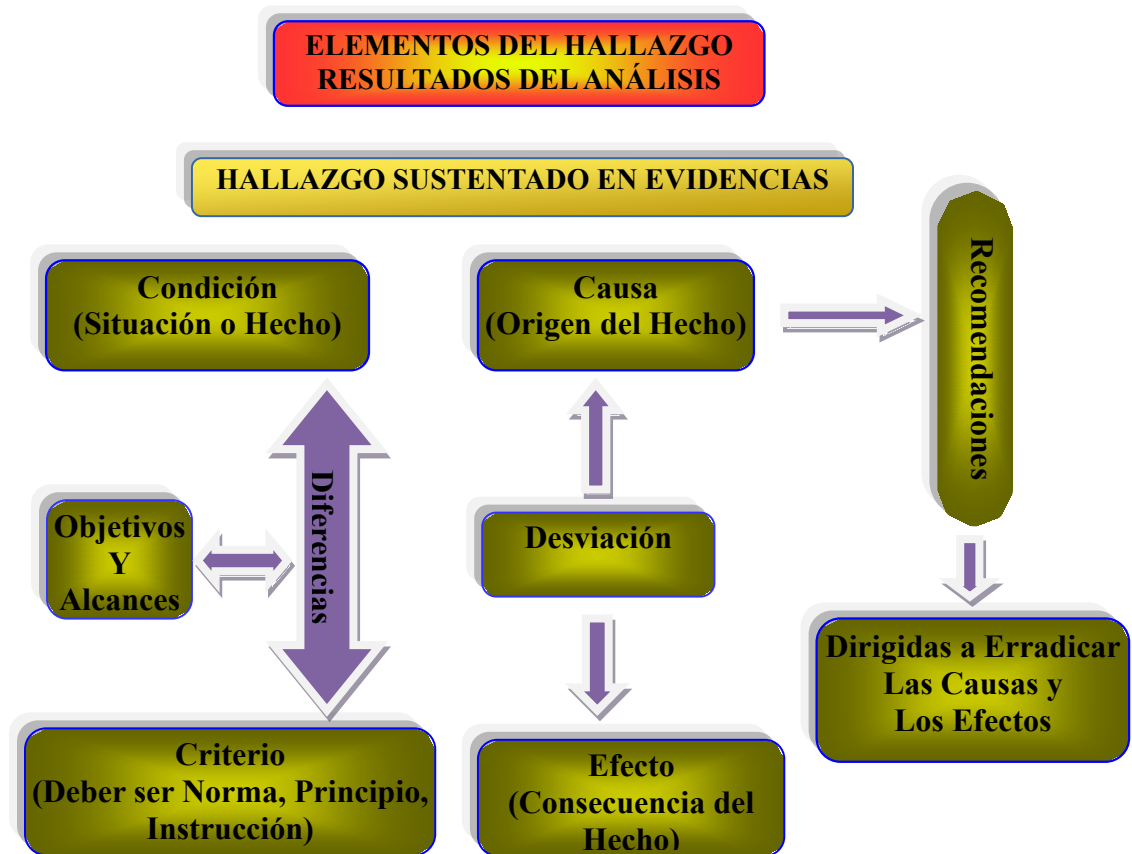 ELEMENTOS DEL HALLAZGO
RESULTADOS DEL ANÁLISIS
HALLAZGO SUSTENTADO EN EVIDENCIAS
Condición
(Situación o Hecho)
Causa
(Origen del Hecho)
Recomendaciones
Diferencias
Objetivos
Y
Alcances
Desviación
Dirigidas a Erradicar
Las Causas y
Los Efectos
Criterio
(Deber ser Norma, Principio,
Instrucción)
Efecto
(Consecuencia del
Hecho)